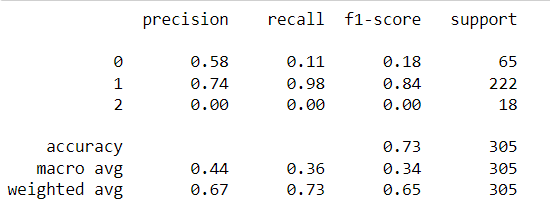 precision recall f1-score support
0 0.58 0.11 0.18 65
1 0.74 0.98 0.84 222
2 0.00 0.00 0.00 18
accuracy 0.73 305
macro avg 0.44 0.36 0.34 305
weighted avg 0.67 0.73 0.65 305